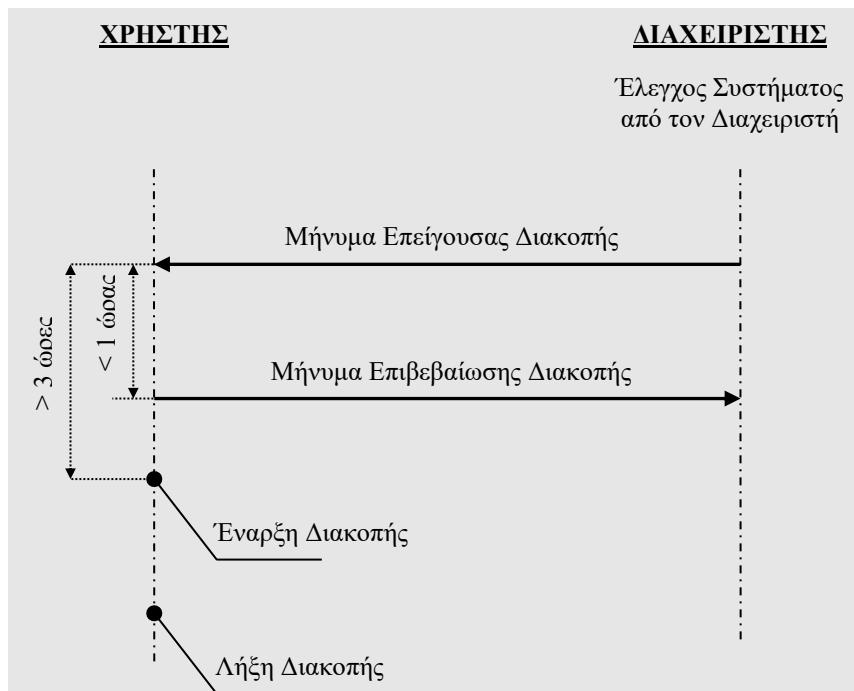 ΧΡΗΣΤΗΣ
ΔΙΑΧΕΙΡΙΣΤΗΣ
Έλεγχος Συστήματος
από τον Διαχειριστή
Μήνυμα Επείγουσας Διακοπής
< 1 ώρας
> 3 ώρες
Μήνυμα Επιβεβαίωσης Διακοπής
Έναρξη Διακοπής
Λήξη Διακοπής